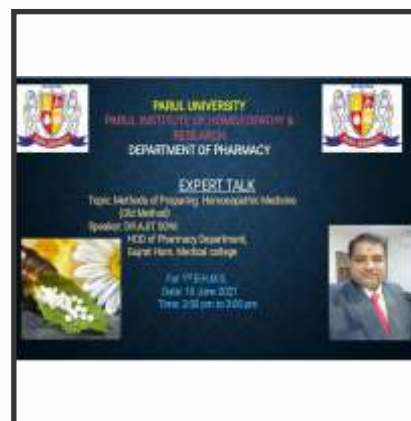 PARUL UNIVERSITY
PARUL INSTITUTE OF HOMOEOPATHY &
RESEARCH
DEPARTMENT OF PHARMACY
EXPERT TALK
Topic: Methods of Preparing Homoeopathic Medicine
(Old Method)
Speaker: DR AJIT SONI
HOD of Pharmacy Department,
Gujrat Hom. Medical college
For 1st B.H.M.S.
Date: 10 June 2021
Time: 2:00 pm to 3:00 pm